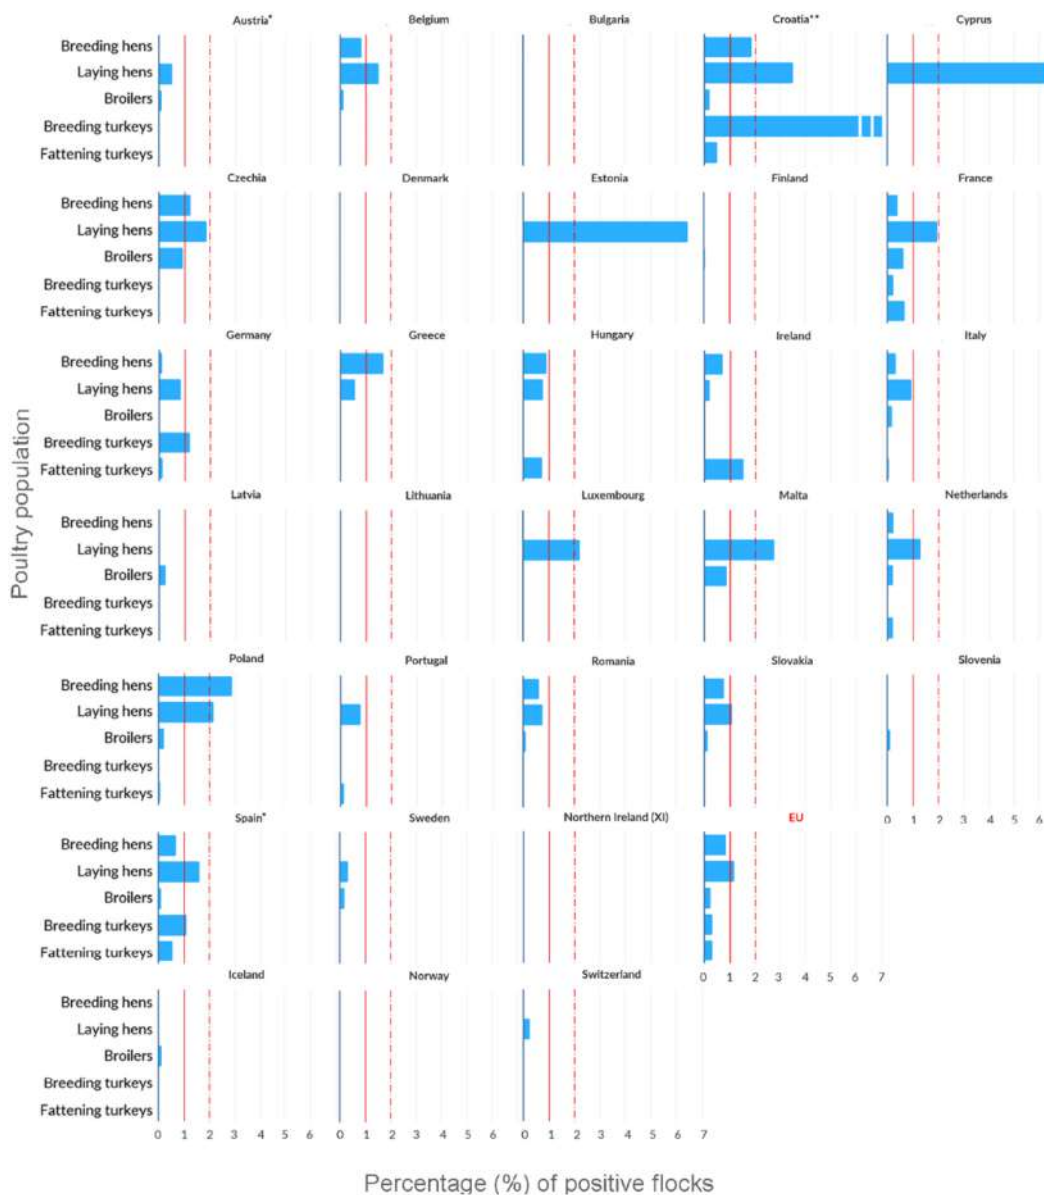 Austria* Belgium Bulgaria Croatia** Cyprus
Breeding hens
Laying hens
Broilers
Breeding turkeys
Fattening turkeys
Czechia Denmark Estonia Finland France
Breeding hens
Laying hens
Broilers
Breeding turkeys
Fattening turkeys
Germany Greece Hungary Ireland Italy
Breeding hens
Laying hens
Broilers
Breeding turkeys
Fattening turkeys
Poultry population
Latvia Lithuania Luxembourg Malta Netherlands
Breeding hens
Laying hens
Broilers
Breeding turkeys
Fattening turkeys
Poland Portugal Romania Slovakia Slovenia
Breeding hens
Laying hens
Broilers
Breeding turkeys
Fattening turkeys
0 1 2 3 4 5 6
Spain* Sweden Northern Ireland (XI) EU
Breeding hens
Laying hens
Broilers
Breeding turkeys
Fattening turkeys
0 1 2 3 4 5 6 7
Iceland Norway Switzerland
Breeding hens
Laying hens
Broilers
Breeding turkeys
Fattening turkeys
0 1 2 3 4 5 6 0 1 2 3 4 5 6 0 1 2 3 4 5 6 7
Percentage (%) of positive flocks